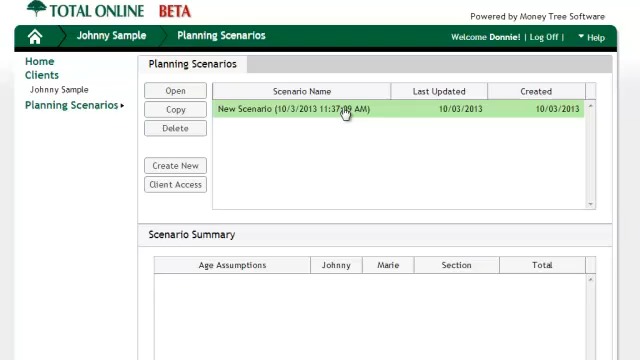 TOTAL ONLINE BETA
Powered by Money Tree Software
Johnny Sample Planning Scenarios Welcome Donnie! | Log Off | Help
Home
Clients
Johnny Sample
Planning Scenarios
Planning Scenarios
Open
Copy
Delete
Create New
Client Access
Scenario Name Last Updated Created
New Scenario (10/3/2013 11:37:09 AM) 10/03/2013 10/03/2013
Scenario Summary
Age Assumptions Johnny Marie Section Total